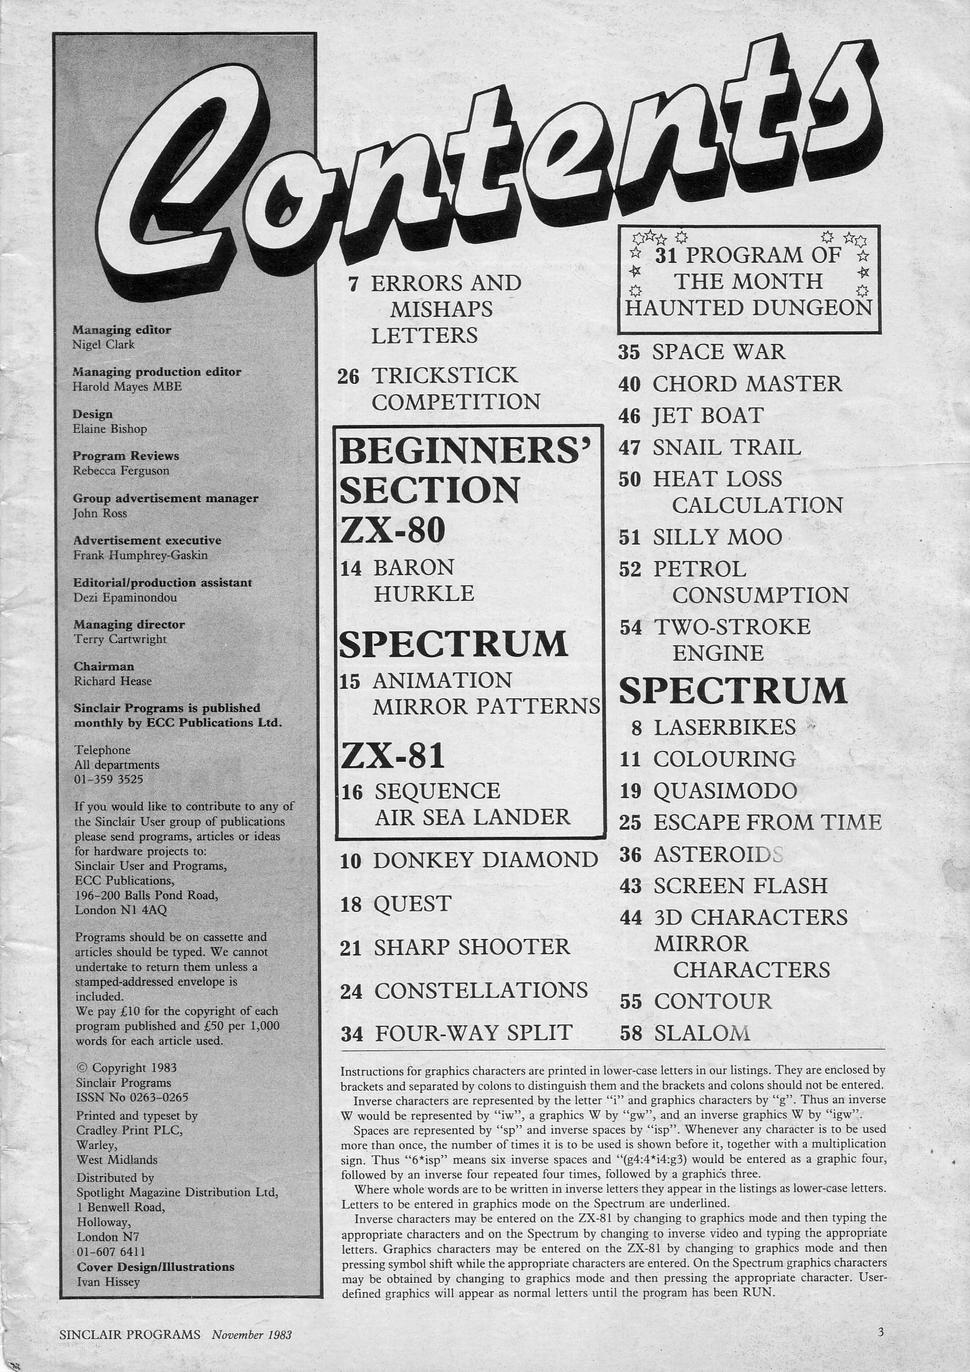 Contents
Managing editor
Nigel Clark
Managing production editor
Harold Mayes MBE
Design
Elaine Bishop
Program Reviews
Rebecca Ferguson
Group advertisement manager
John Ross
Advertisement executive
Frank Humphrey-Gaskin
Editorial/production assistant
Dezi Epaminondou
Managing director
Terry Cartwright
Chairman
Richard Hease
Sinclair Programs is published
monthly by ECC Publications Ltd.
Telephone
All departments
01-359 3525
If you would like to contribute to any of
the Sinclair User group of publications
please send programs, articles or ideas
for hardware projects to:
Sinclair User and Programs,
ECC Publications,
196-200 Balls Pond Road,
London N1 4AQ
Programs should be on cassette and
articles should be typed. We cannot
undertake to return them unless a
stamped-addressed envelope is
included.
We pay £10 for the copyright of each
program published and £50 per 1,000
words for each article used.
© Copyright 1983
Sinclair Programs
ISSN No 0263-0265
Printed and typeset by
Cradley Print PLC,
Warley,
West Midlands
Distributed by
Spotlight Magazine Distribution Ltd,
1 Benwell Road,
Holloway,
London N7
01-607 6411
Cover Design/Illustrations
Ivan Hissey
7 ERRORS AND
MISHAPS
LETTERS
26 TRICKSTICK
COMPETITION
BEGINNERS'
SECTION
ZX-80
14 BARON
HURKLE
SPECTRUM
15 ANIMATION
MIRROR PATTERNS
ZX-81
16 SEQUENCE
AIR SEA LANDER
10 DONKEY DIAMOND
18 QUEST
21 SHARP SHOOTER
24 CONSTELLATIONS
34 FOUR-WAY SPLIT
31 PROGRAM OF
THE MONTH
HAUNTED DUNGEON
35 SPACE WAR
40 CHORD MASTER
46 JET BOAT
47 SNAIL TRAIL
50 HEAT LOSS
CALCULATION
51 SILLY MOO
52 PETROL
CONSUMPTION
54 TWO-STROKE
ENGINE
SPECTRUM
8 LASERBIKES
11 COLOURING
19 QUASIMODO
25 ESCAPE FROM TIME
36 ASTEROIDS
43 SCREEN FLASH
44 3D CHARACTERS
MIRROR
CHARACTERS
55 CONTOUR
58 SLALOM
Instructions for graphics characters are printed in lower-case letters in our listings. They are enclosed by
brackets and separated by colons to distinguish them and the brackets and colons should not be entered.
Inverse characters are represented by the letter "i" and graphics characters by "g". Thus an inverse
W would be represented by "iw", a graphics W by "gw", and an inverse graphics W by "igw".
Spaces are represented by "sp" and inverse spaces by "isp". Whenever any character is to be used
more than once, the number of times it is to be used is shown before it, together with a multiplication
sign. Thus "6*isp" means six inverse spaces and "(g4:4*i4:g3) would be entered as a graphic four,
followed by an inverse four repeated four times, followed by a graphics three.
Where whole words are to be written in inverse letters they appear in the listings as lower-case letters.
Letters to be entered in graphics mode on the Spectrum are underlined.
Inverse characters may be entered on the ZX-81 by changing to graphics mode and then typing the
appropriate characters and on the Spectrum by changing to inverse video and typing the appropriate
letters. Graphics characters may be entered on the ZX-81 by changing to graphics mode and then
pressing symbol shift while the appropriate characters are entered. On the Spectrum graphics characters
may be obtained by changing to graphics mode and then pressing the appropriate character. User-
defined graphics will appear as normal letters until the program has been RUN.
SINCLAIR PROGRAMS November 1983
3